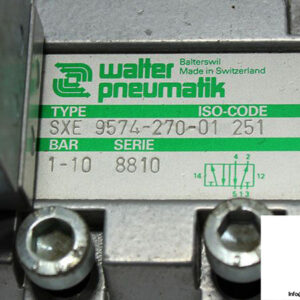 walter
pneumatik
Balterswil
Made in Switzerland
TYPE ISO-CODE
SXE 9574-270-01 251
BAR SERIE
1-10 8810
4 2
14 12
5 1 3